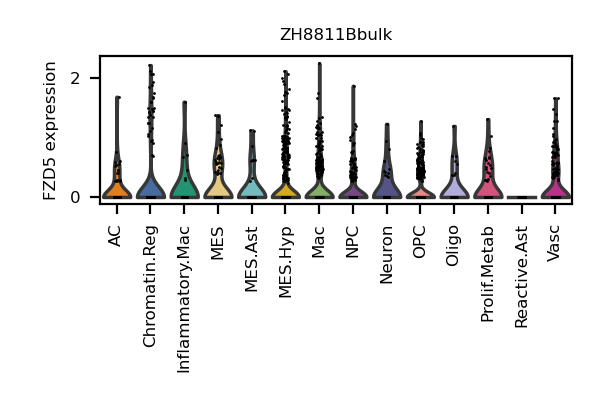 ZH8811Bbulk
FZD5 expression
2
0
AC
Chromatin.Reg
Inflammatory.Mac
MES
MES.Ast
MES.Hyp
Mac
NPC
Neuron
OPC
Oligo
Prolif.Metab
Reactive.Ast
Vasc